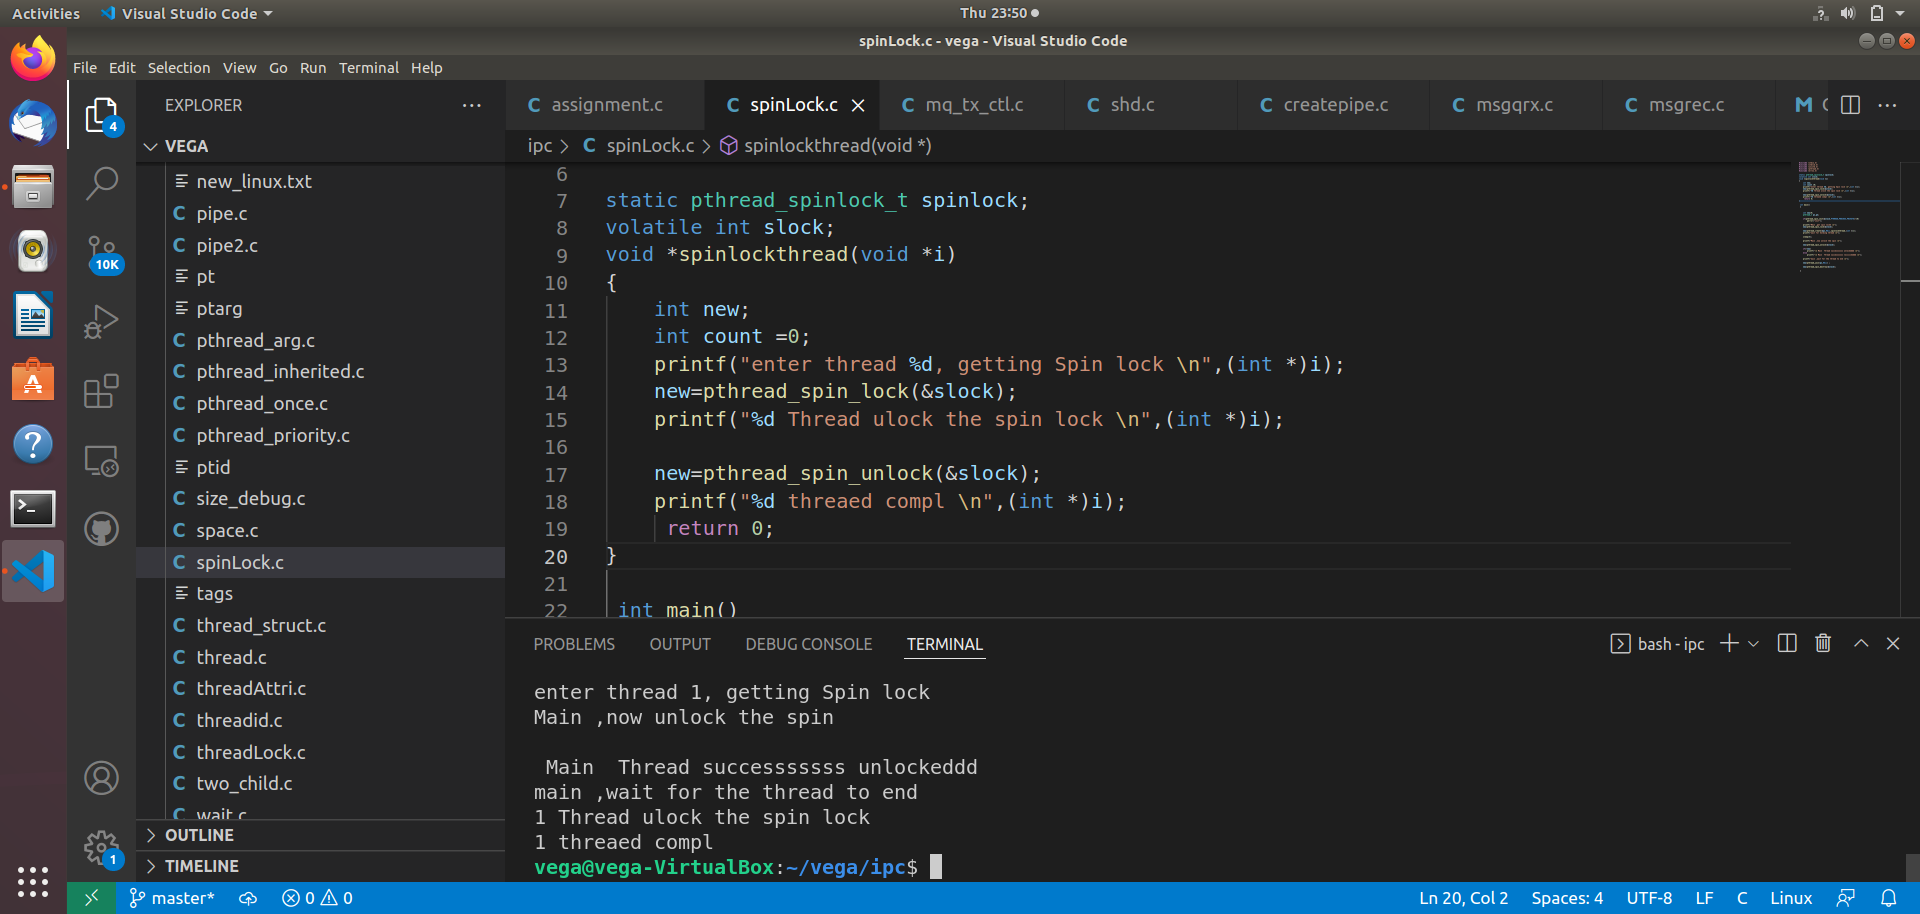 Activities Visual Studio Code Thu 23:50
spinLock.c - vega - Visual Studio Code
File Edit Selection View Go Run Terminal Help
EXPLORER
VEGA
new_linux.txt
pipe.c
pipe2.c
pt
ptarg
pthread_arg.c
pthread_inherited.c
pthread_once.c
pthread_priority.c
ptid
size_debug.c
space.c
spinLock.c
tags
thread_struct.c
thread.c
threadAttri.c
threadid.c
threadLock.c
two_child.c
wait.c
OUTLINE
TIMELINE
4
10K
1
C assignment.c C spinLock.c C mq_tx_ctl.c C shd.c C createpipe.c C msgqrx.c C msgrec.c M
ipc > C spinLock.c > spinlockthread(void *)
6
7 static pthread_spinlock_t spinlock;
8 volatile int slock;
9 void *spinlockthread(void *i)
10 {
11 int new;
12 int count =0;
13 printf("enter thread %d, getting Spin lock \n",(int *)i);
14 new=pthread_spin_lock(&slock);
15 printf("%d Thread ulock the spin lock \n",(int *)i);
16
17 new=pthread_spin_unlock(&slock);
18 printf("%d threaed compl \n",(int *)i);
19 return 0;
20 }
21
22 int main()
PROBLEMS OUTPUT DEBUG CONSOLE TERMINAL bash - ipc
enter thread 1, getting Spin lock
Main ,now unlock the spin
Main  Thread successsssss unlockeddd
main ,wait for the thread to end
1 Thread ulock the spin lock
1 threaed compl
vega@vega-VirtualBox:~/vega/ipc$
master* 0 0 Ln 20, Col 2 Spaces: 4 UTF-8 LF C Linux